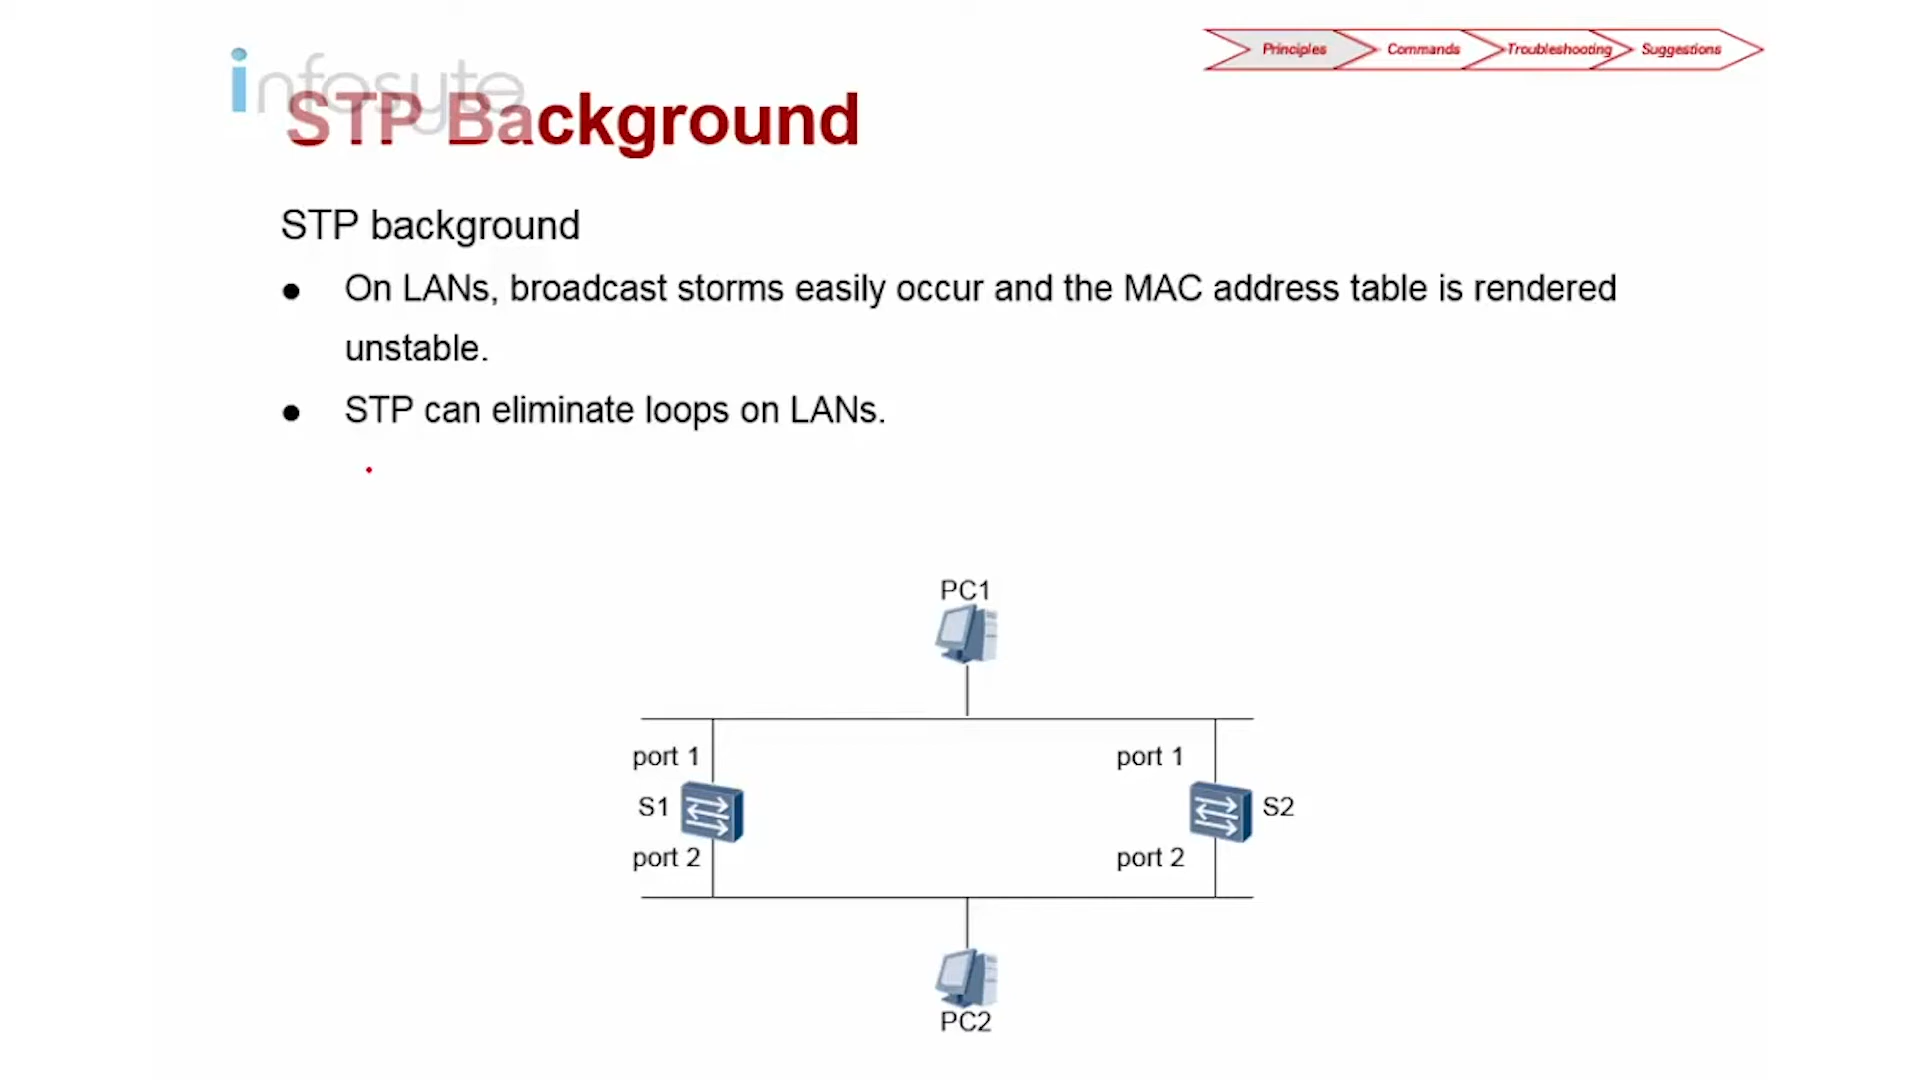 Principles Commands Troubleshooting Suggestions
infosyte
STP Background
STP background
● On LANs, broadcast storms easily occur and the MAC address table is rendered
unstable.
● STP can eliminate loops on LANs.
PC1
port 1 port 1
S1 S2
port 2 port 2
PC2